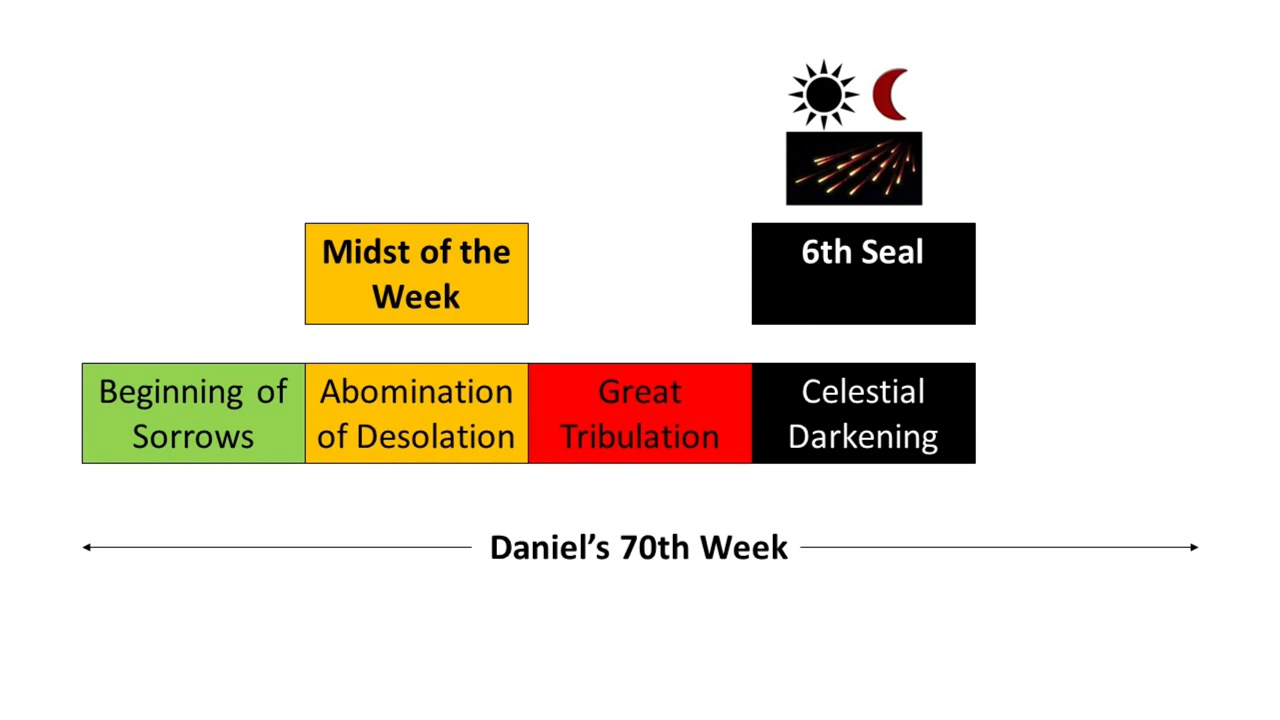 Midst of the
Week
6th Seal
Beginning of
Sorrows
Abomination
of Desolation
Great
Tribulation
Celestial
Darkening
Daniel’s 70th Week